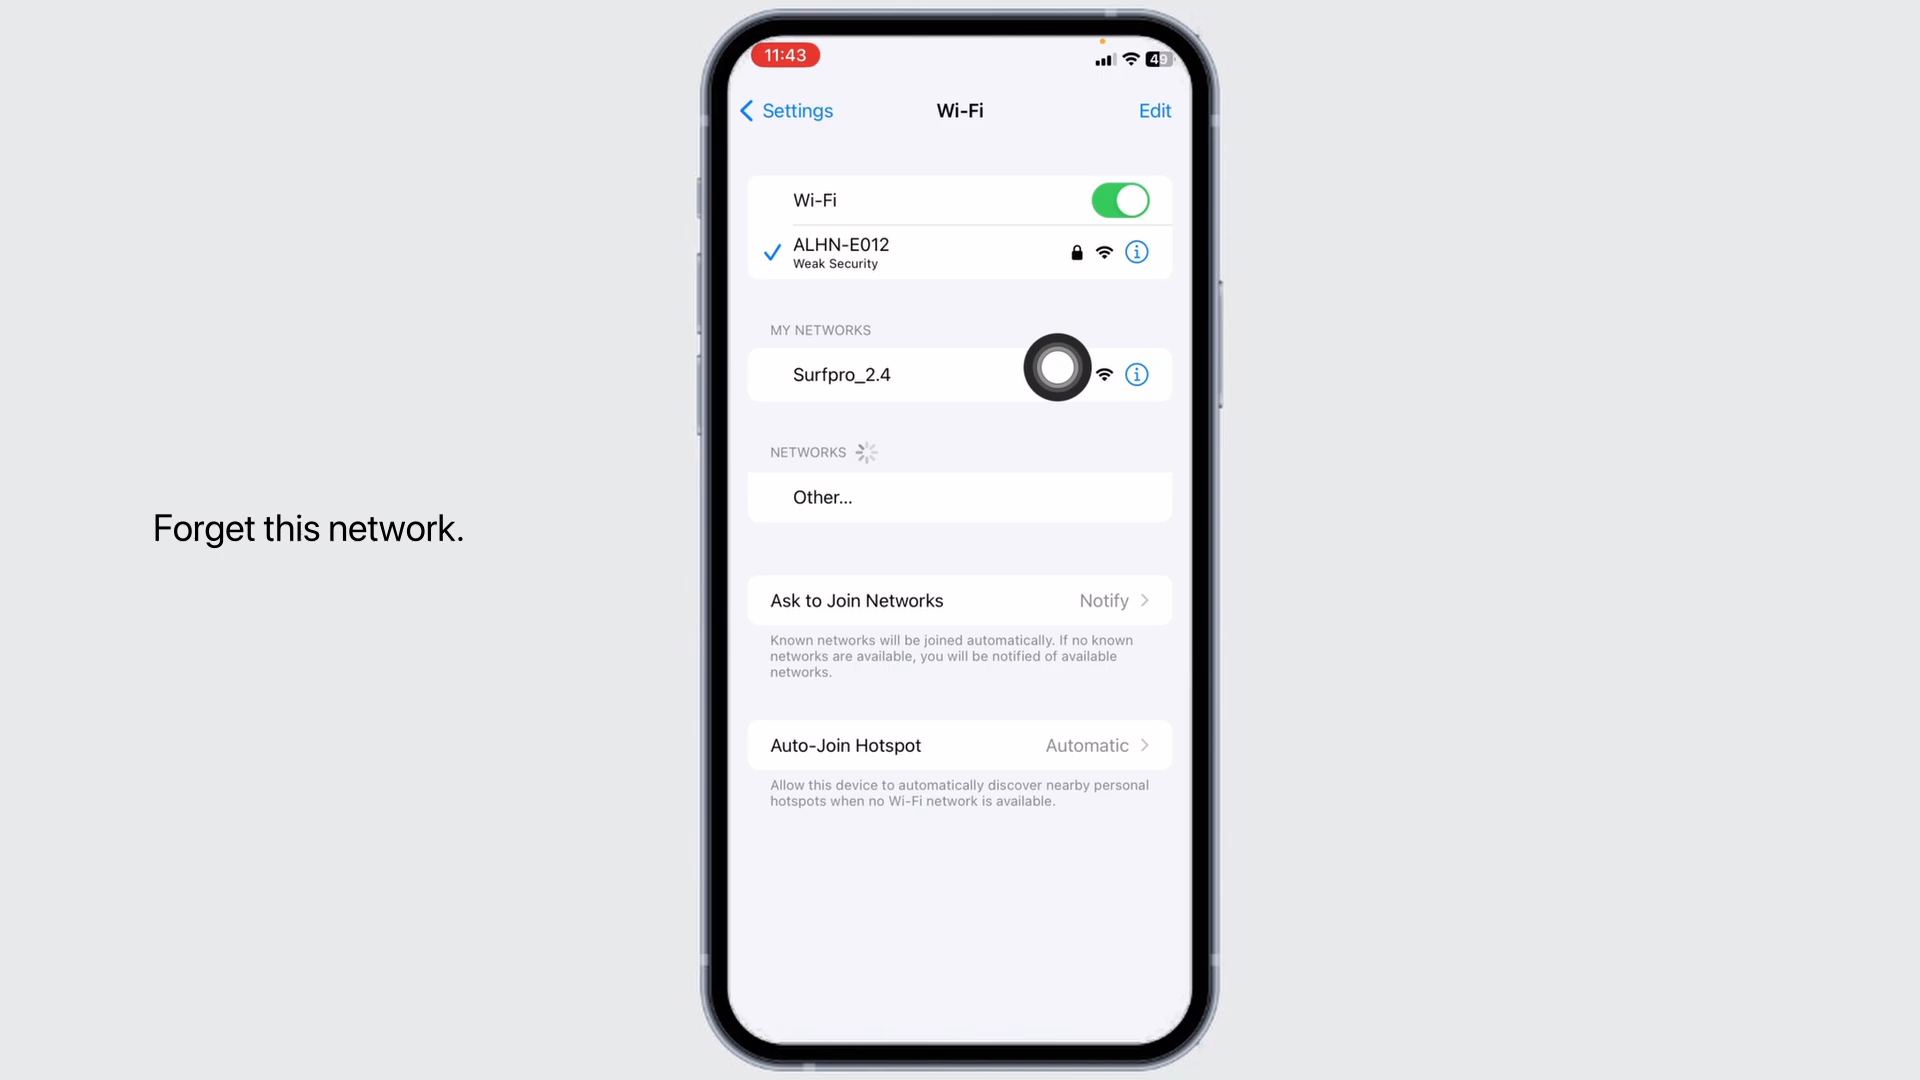 11:43
49
Settings
Wi-Fi
Edit
Wi-Fi
ALHN-E012
Weak Security
MY NETWORKS
Surfpro_2.4
NETWORKS
Other...
Forget this network.
Ask to Join Networks Notify
Known networks will be joined automatically. If no known
networks are available, you will be notified of available
networks.
Auto-Join Hotspot Automatic
Allow this device to automatically discover nearby personal
hotspots when no Wi-Fi network is available.